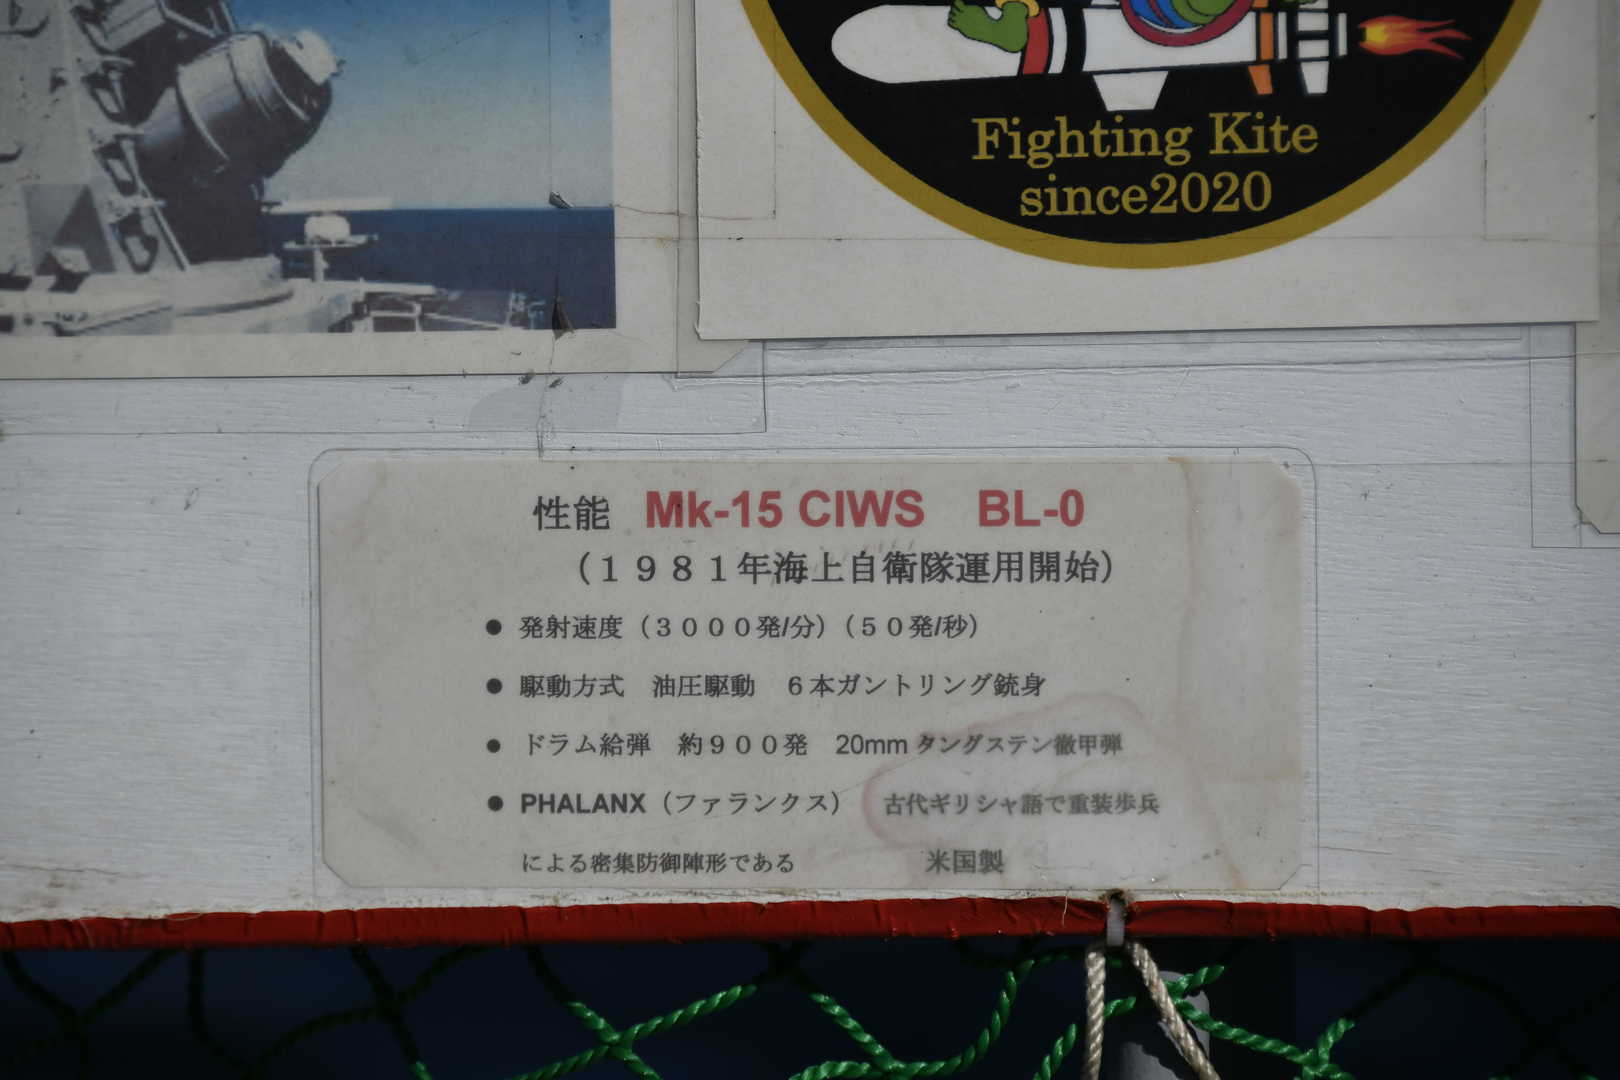 Fighting Kite
since2020
性能 Mk-15 CIWS BL-0
（１９８１年海上自衛隊運用開始）
● 発射速度（３０００発/分）（５０発/秒）
● 駆動方式 油圧駆動 ６本ガントリング銃身
● ドラム給弾 約９００発 20mm タングステン徹甲弾
● PHALANX（ファランクス） 古代ギリシャ語で重装歩兵
による密集防御陣形である 米国製